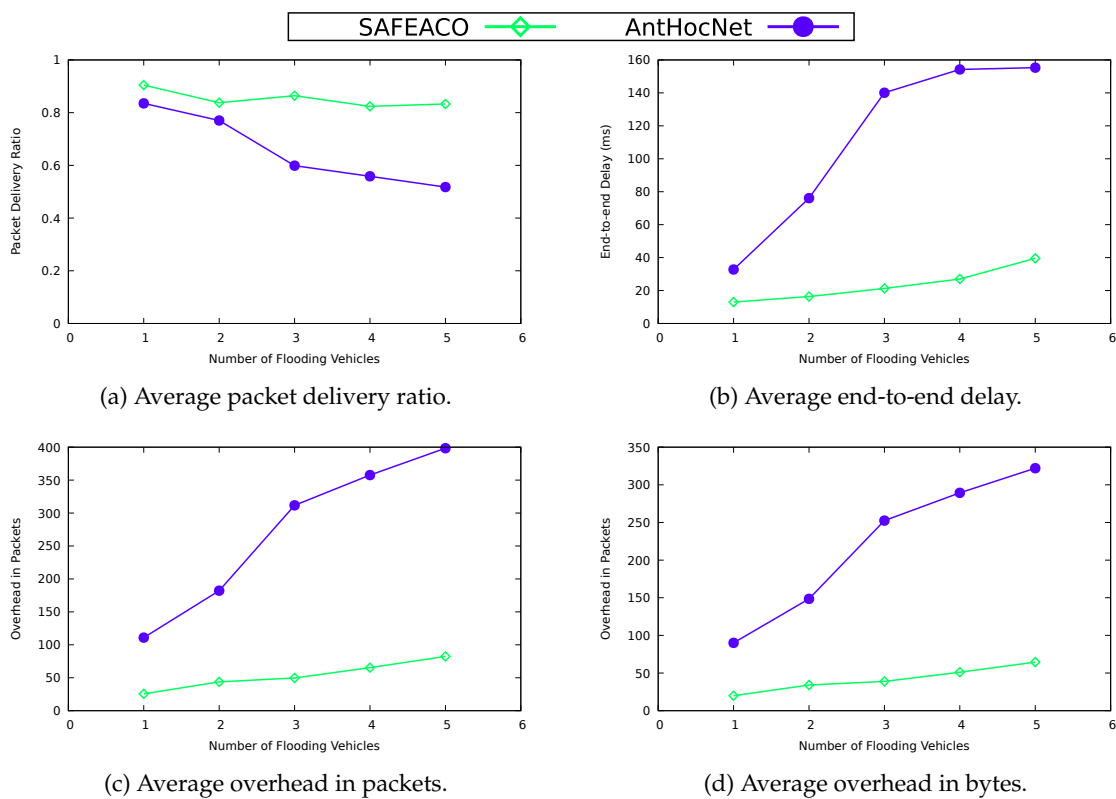 SAFEACO AntHocNet
1
0.8
0.6
0.4
0.2
0
0 1 2 3 4 5 6
Packet Delivery Ratio
Number of Flooding Vehicles
(a) Average packet delivery ratio.
160
140
120
100
80
60
40
20
0
0 1 2 3 4 5 6
End-to-end Delay (ms)
Number of Flooding Vehicles
(b) Average end-to-end delay.
400
350
300
250
200
150
100
50
0
0 1 2 3 4 5 6
Overhead in Packets
Number of Flooding Vehicles
(c) Average overhead in packets.
350
300
250
200
150
100
50
0
0 1 2 3 4 5 6
Overhead in Packets
Number of Flooding Vehicles
(d) Average overhead in bytes.